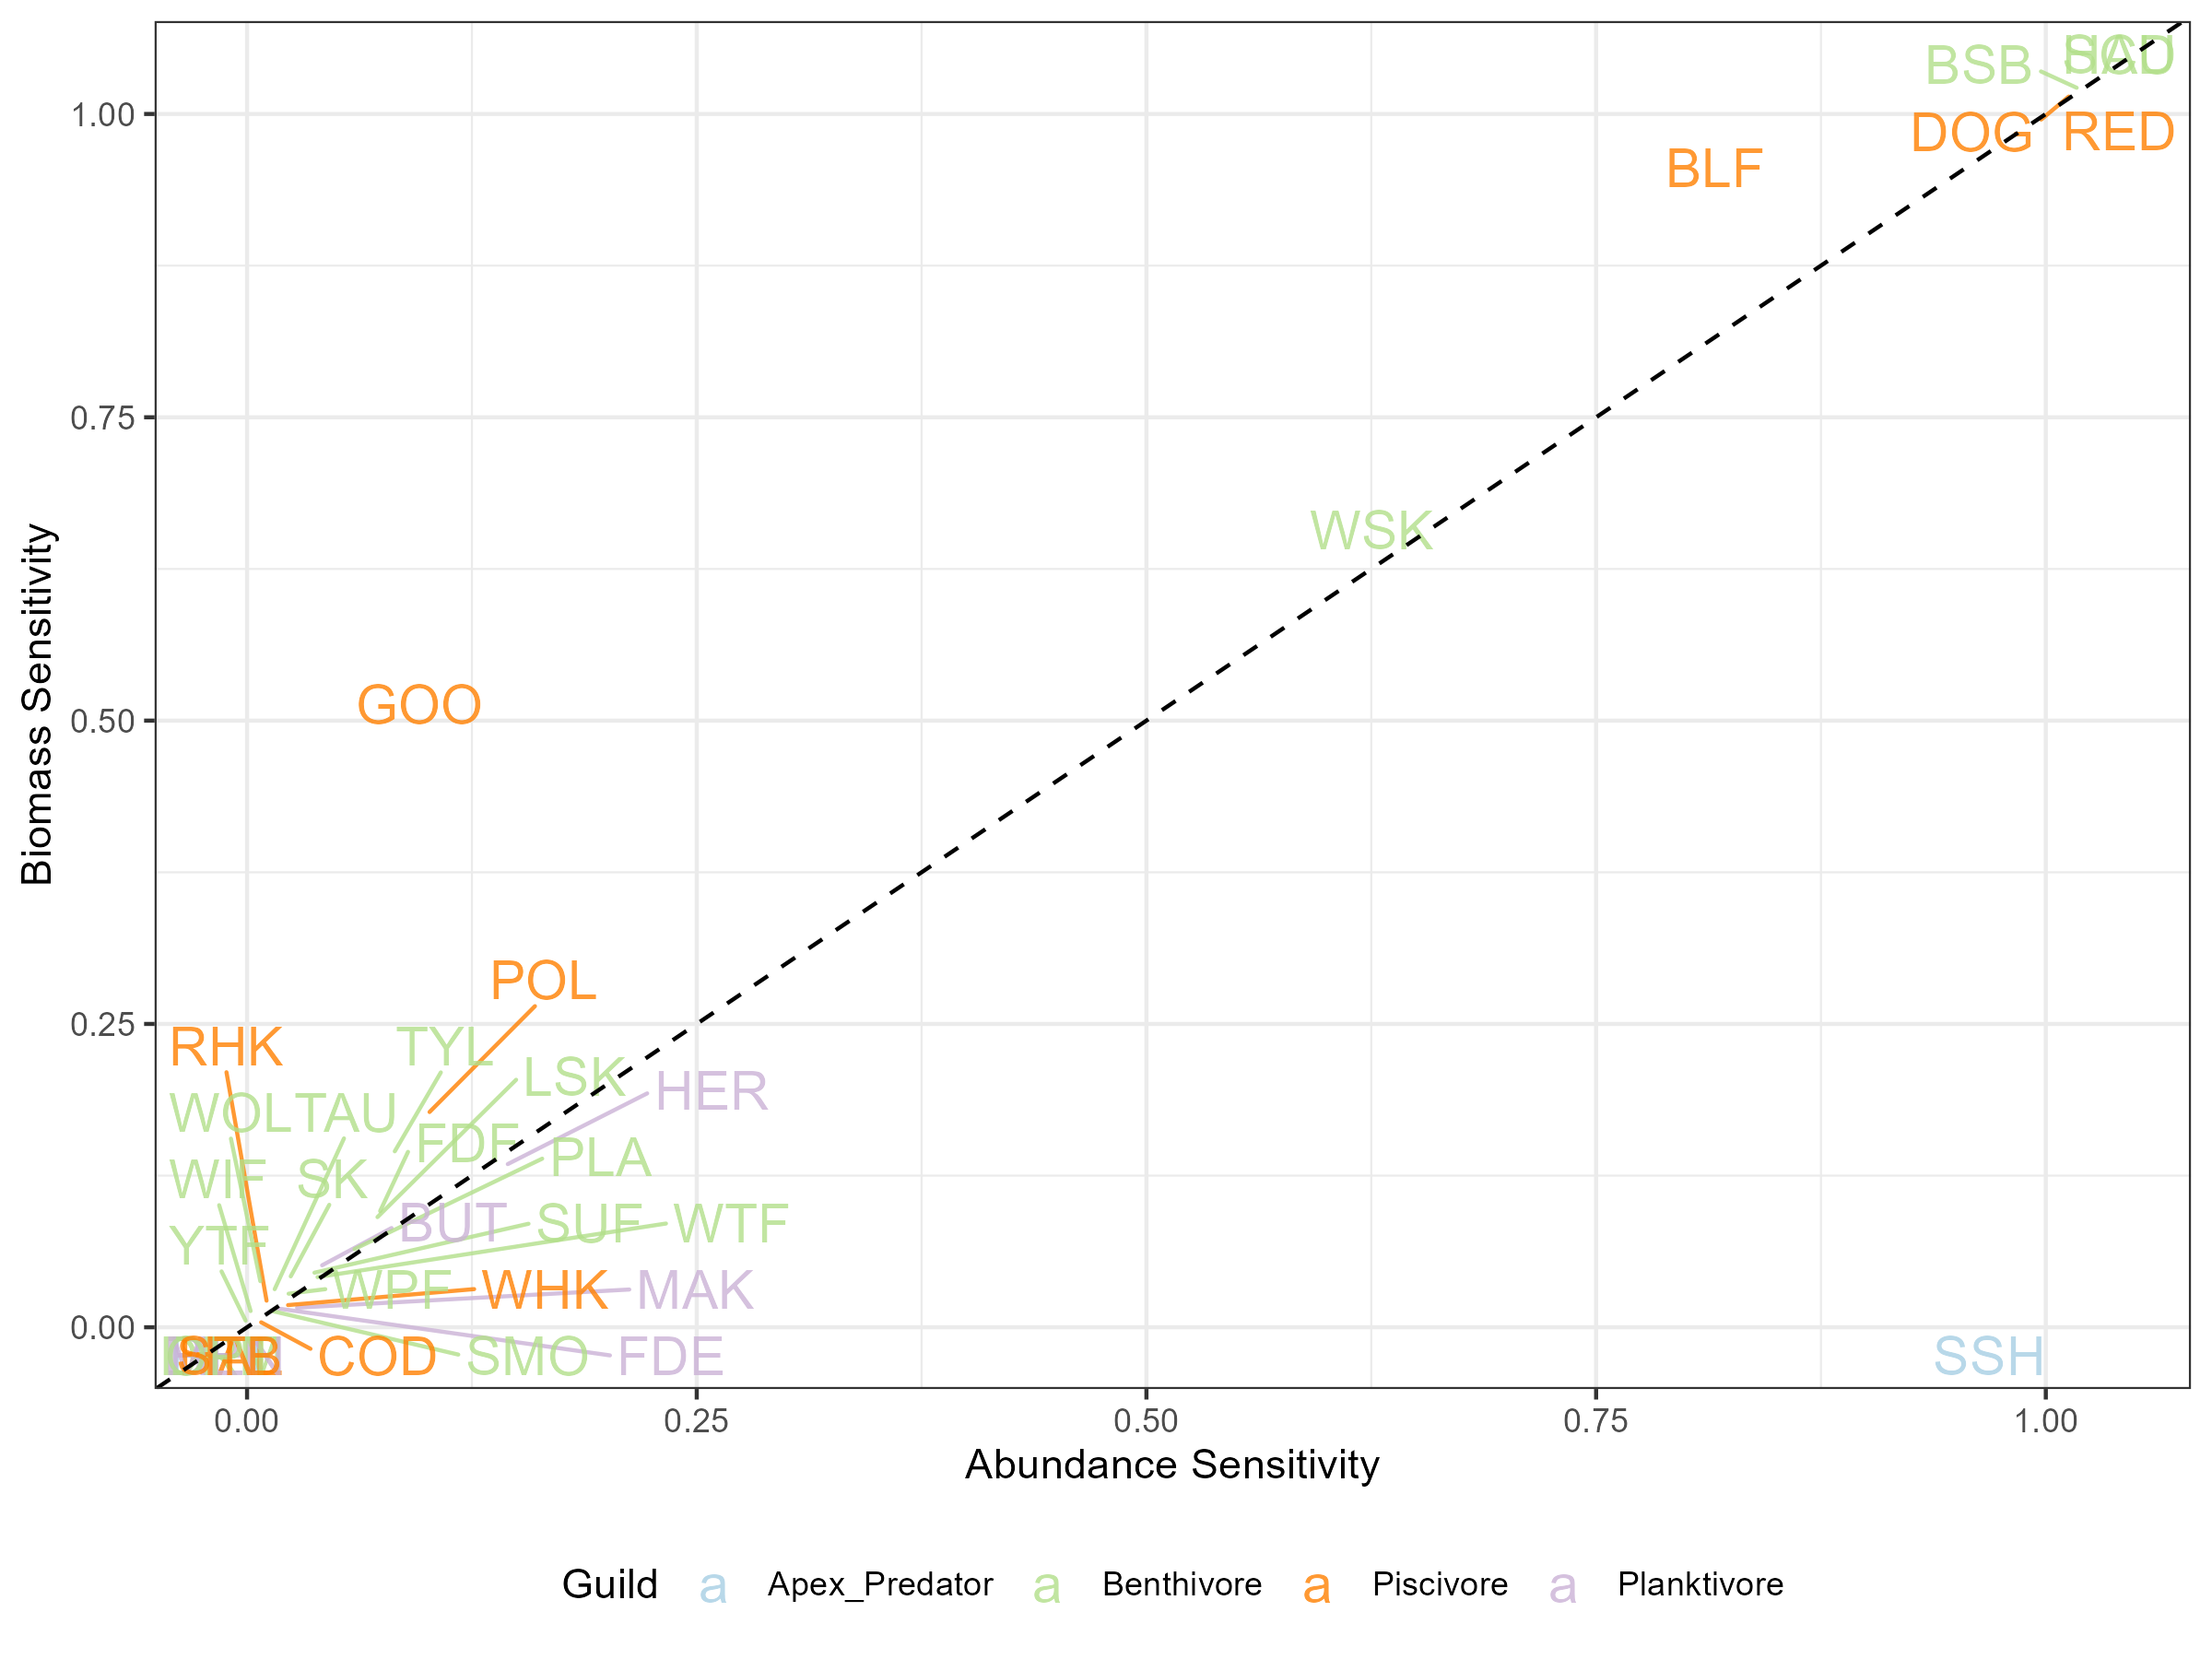 BSB
DOG RED
1.00
BLF
0.75
WSK
GOO
0.50
POL
0.25
RHK TYL
LSK HER
WOL TAU
FDF PLA
WIF SK
BUT SUF WTF
YTF
WPF WHK MAK
0.00
COD SMO FDE SSH
0.00 0.25 0.50 0.75 1.00
Biomass Sensitivity
Abundance Sensitivity
Guild a Apex_Predator a Benthivore a Piscivore a Planktivore